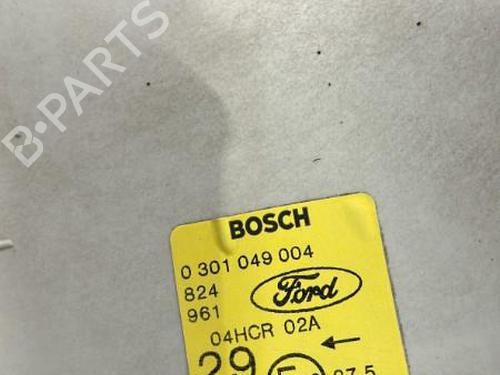 B-PARTS
BOSCH
0 301 049 004
824
961
Ford
04HCR 02A
29